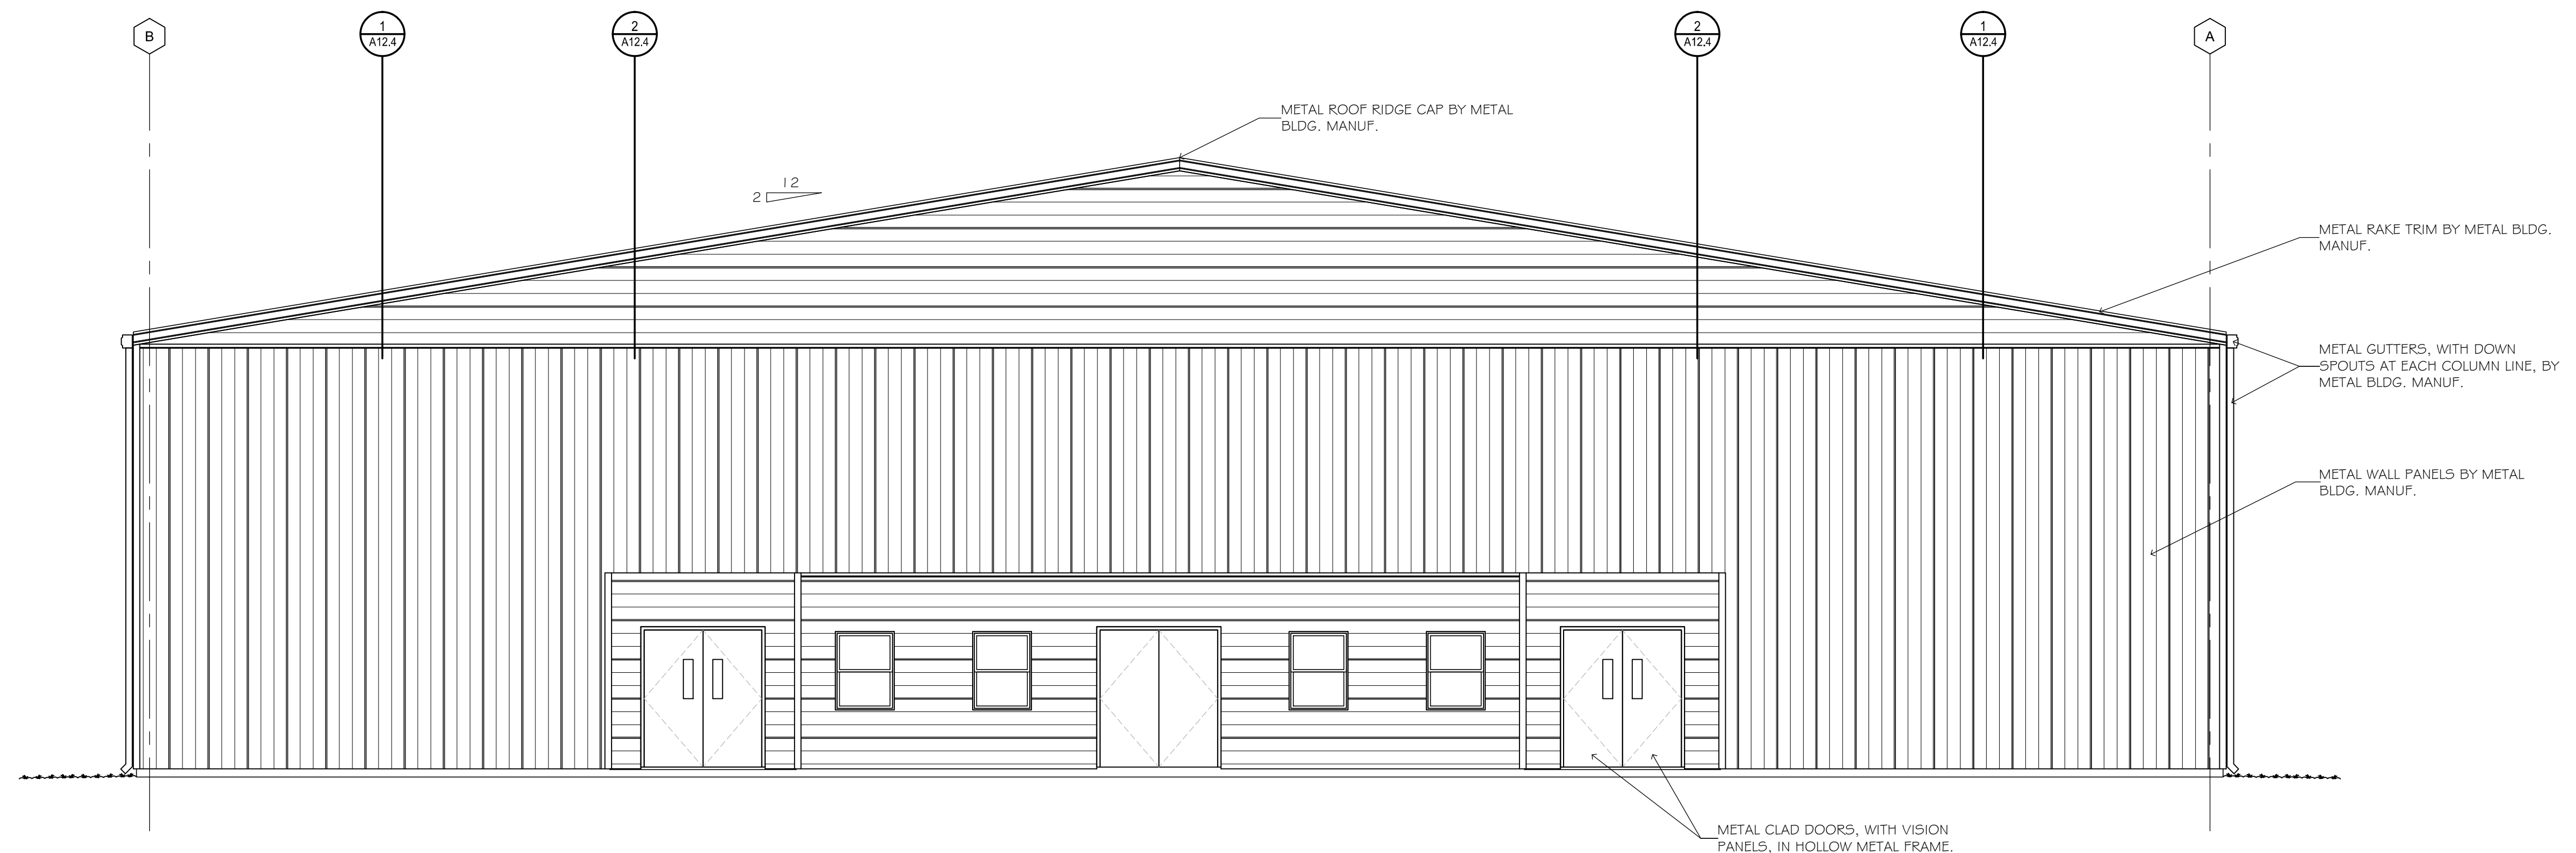 B
1
A12.4
2
A12.4
2
A12.4
1
A12.4
A
METAL ROOF RIDGE CAP BY METAL
BLDG. MANUF.
12
2
METAL RAKE TRIM BY METAL BLDG.
MANUF.
METAL GUTTERS, WITH DOWN
SPOUTS AT EACH COLUMN LINE, BY
METAL BLDG. MANUF.
METAL WALL PANELS BY METAL
BLDG. MANUF.
METAL CLAD DOORS, WITH VISION
PANELS, IN HOLLOW METAL FRAME.